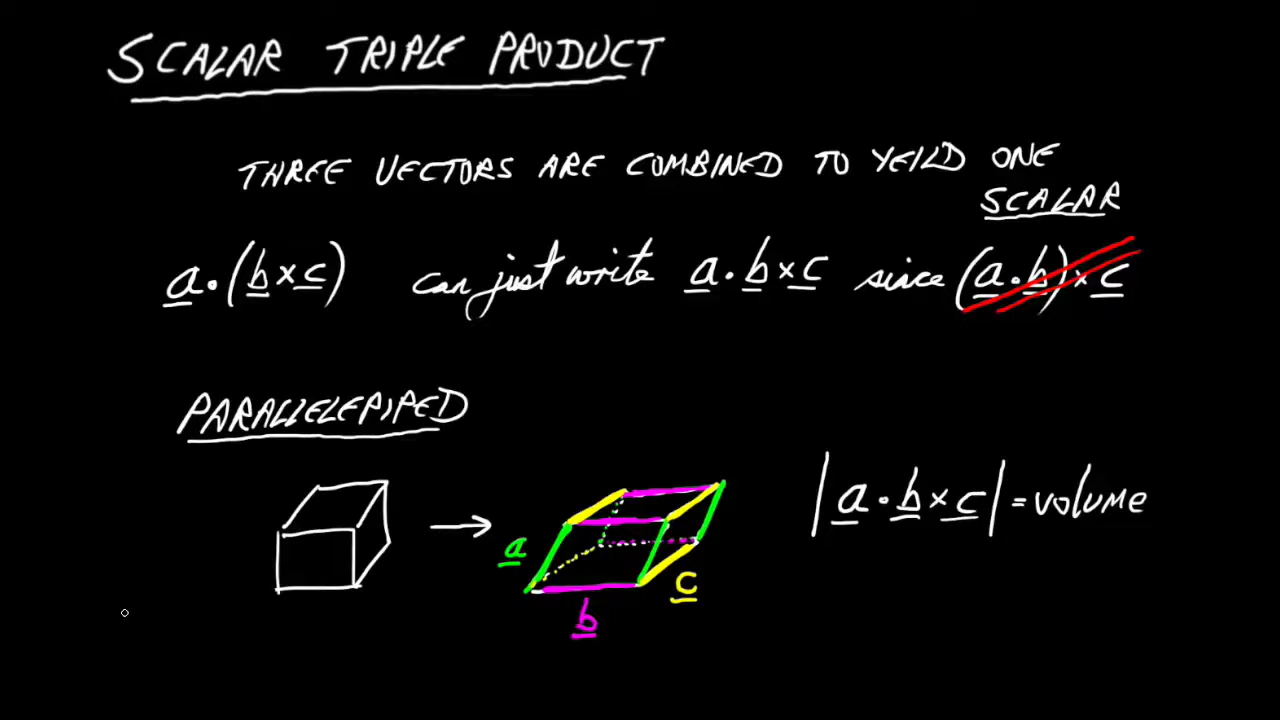 SCALAR TRIPLE PRODUCT
THREE VECTORS ARE COMBINED TO YEILD ONE
SCALAR
a·(b×c) can just write a·b×c since (a·b)×c
PARALLELEPIPED
|a·b×c| = volume
a
c
b